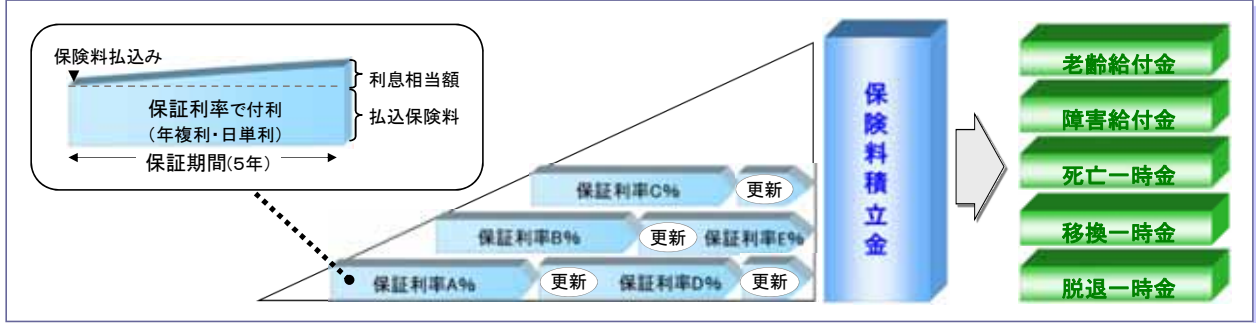 保険料払込み
利息相当額
保証利率で付利
(年複利・日単利)
払込保険料
保証期間(5年)
保証利率C%
更新
保証利率B%
更新
保証利率E%
保証利率A%
更新
保証利率D%
更新
保険料積立金
老齢給付金
障害給付金
死亡一時金
移換一時金
脱退一時金